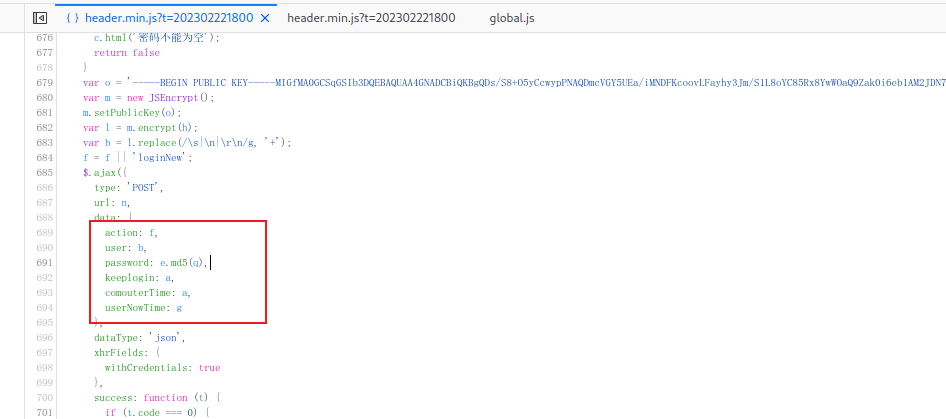 { } header.min.js?t=202302221800 × header.min.js?t=202302221800 global.js
676 c.html('密码不能为空');
677 return false
678 }
679 var o = '-----BEGIN PUBLIC KEY-----MIGfMA0GCSqGSIb3DQEBAQUAA4GNADCBiQKBgQDs/S8+O5yCcwypPNAQDmcVGY5UEa/iMNDFKcoovLFayhy3Jm/S1L8oYC85Rx8YwWOaQ9Zak0i6eb1AM2JDN7
680 var m = new JSEncrypt();
681 m.setPublicKey(o);
682 var l = m.encrypt(h);
683 var b = l.replace(/\s|\n|\r\n/g, '+');
684 f = f || 'loginNew';
685 $.ajax({
686 type: 'POST',
687 url: n,
688 data: {
689 action: f,
690 user: b,
691 password: e.md5(q),
692 keeplogin: a,
693 comouterTime: a,
694 userNowTime: g
695 },
696 dataType: 'json',
697 xhrFields: {
698 withCredentials: true
699 },
700 success: function (t) {
701 if (t.code === 0) {